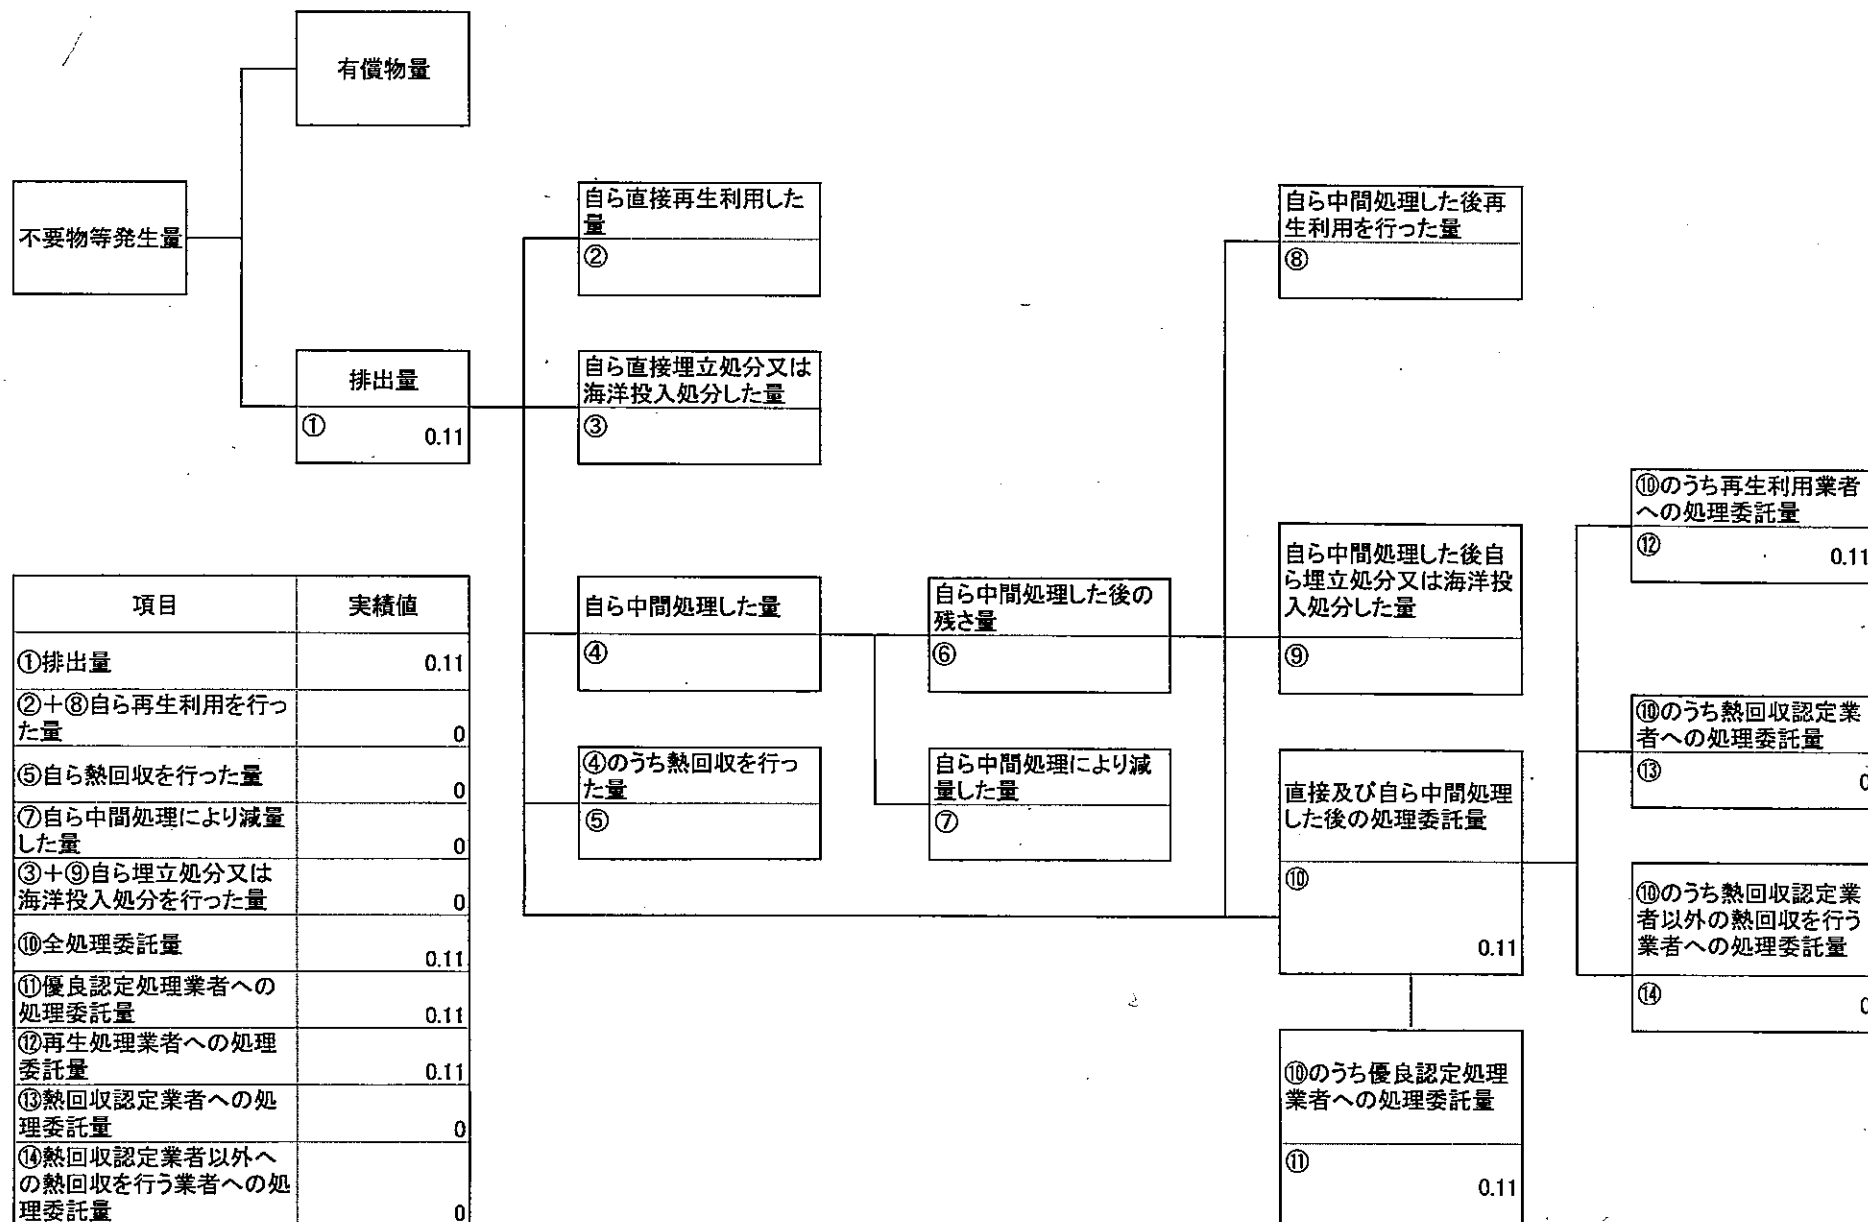 有償物量
不要物等発生量
排出量
①
0.11
自ら直接再生利用した
量
②
自ら直接埋立処分又は
海洋投入処分した量
③
自ら中間処理した量
④
④のうち熱回収を行っ
た量
⑤
自ら中間処理した後の
残さ量
⑥
自ら中間処理により減
量した量
⑦
自ら中間処理した後再
生利用を行った量
⑧
自ら中間処理した後自
ら埋立処分又は海洋投
入処分した量
⑨
直接及び自ら中間処理
した後の処理委託量
⑩
0.11
⑩のうち優良認定処理
業者への処理委託量
⑪
0.11
⑩のうち再生利用業者
への処理委託量
⑫
0.11
⑩のうち熱回収認定業
者への処理委託量
⑬
0
⑩のうち熱回収認定業
者以外の熱回収を行う
業者への処理委託量
⑭
0
項目 実績値
①排出量 0.11
②+⑧自ら再生利用を行っ
た量 0
⑤自ら熱回収を行った量 0
⑦自ら中間処理により減量
した量 0
③+⑨自ら埋立処分又は
海洋投入処分を行った量 0
⑩全処理委託量 0.11
⑪優良認定処理業者への
処理委託量 0.11
⑫再生処理業者への処理
委託量 0.11
⑬熱回収認定業者への処
理委託量 0
⑭熱回収認定業者以外へ
の熱回収を行う業者への処
理委託量 0